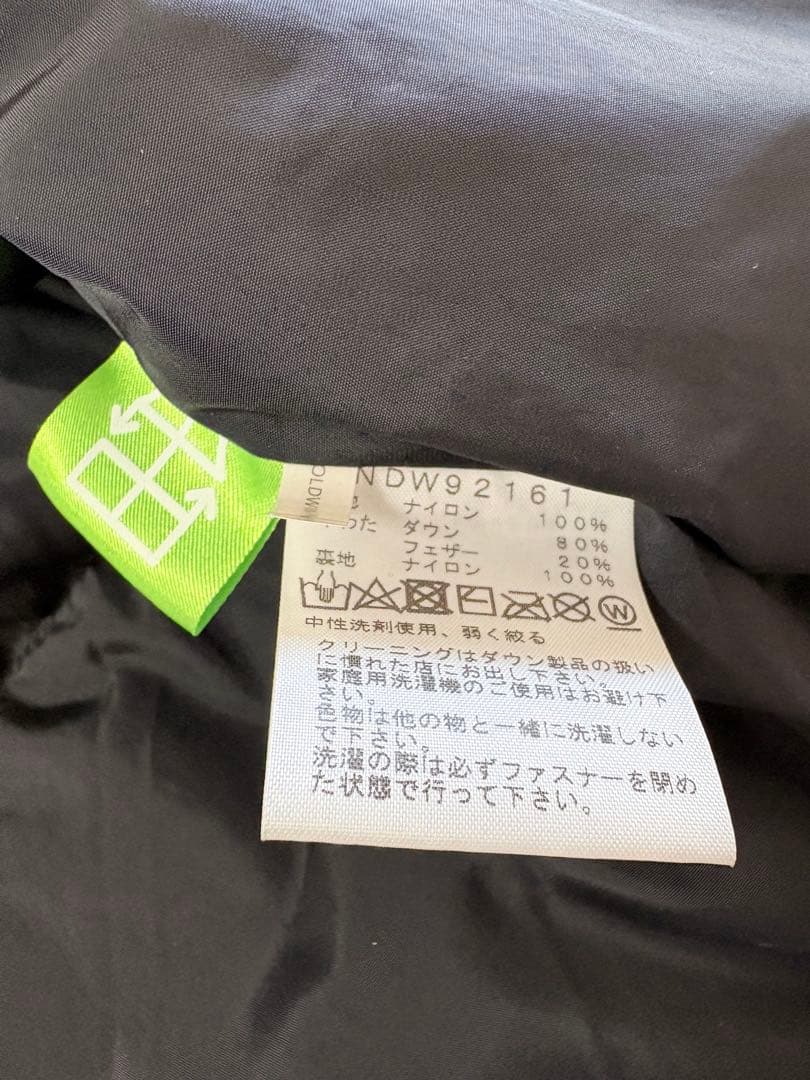 NDW92161
ナイロン 100%
わた ダウン 80%
フェザー 20%
裏地 ナイロン 100%
W
中性洗剤使用、弱く絞る
クリーニングはダウン製品の扱い
に慣れた店にお出し下さい。
家庭用洗濯機のご使用はお避け下
さい。
色物は他の物と一緒に洗濯しない
で下さい。
洗濯の際は必ずファスナーを閉め
た状態で行って下さい。
OLDWIN